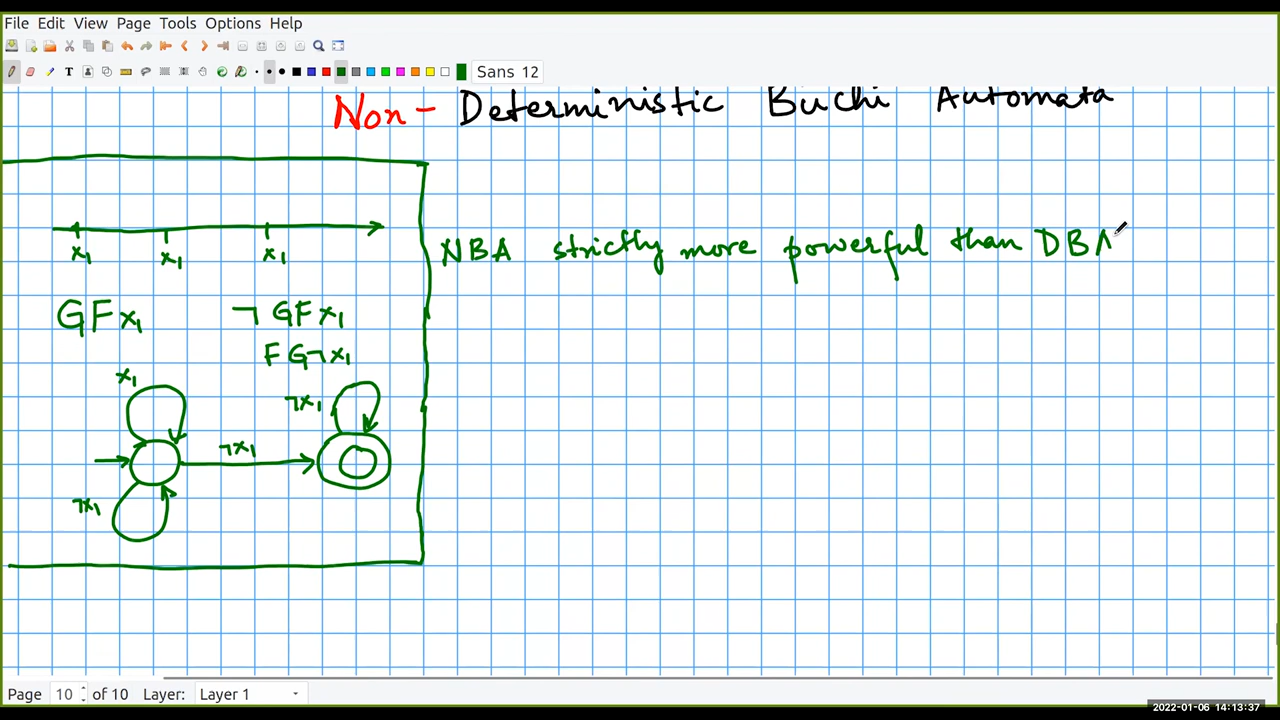 File Edit View Page Tools Options Help
T Sans 12
Non- Deterministic Buchi Automata
x₁ x₁ x₁
NBA strictly more powerful than DBA
GFx₁ ¬GFx₁
FG¬x₁
x₁
¬x₁
¬x₁
¬x₁
Page 10 of 10 Layer: Layer 1
2022-01-06 14:13:37